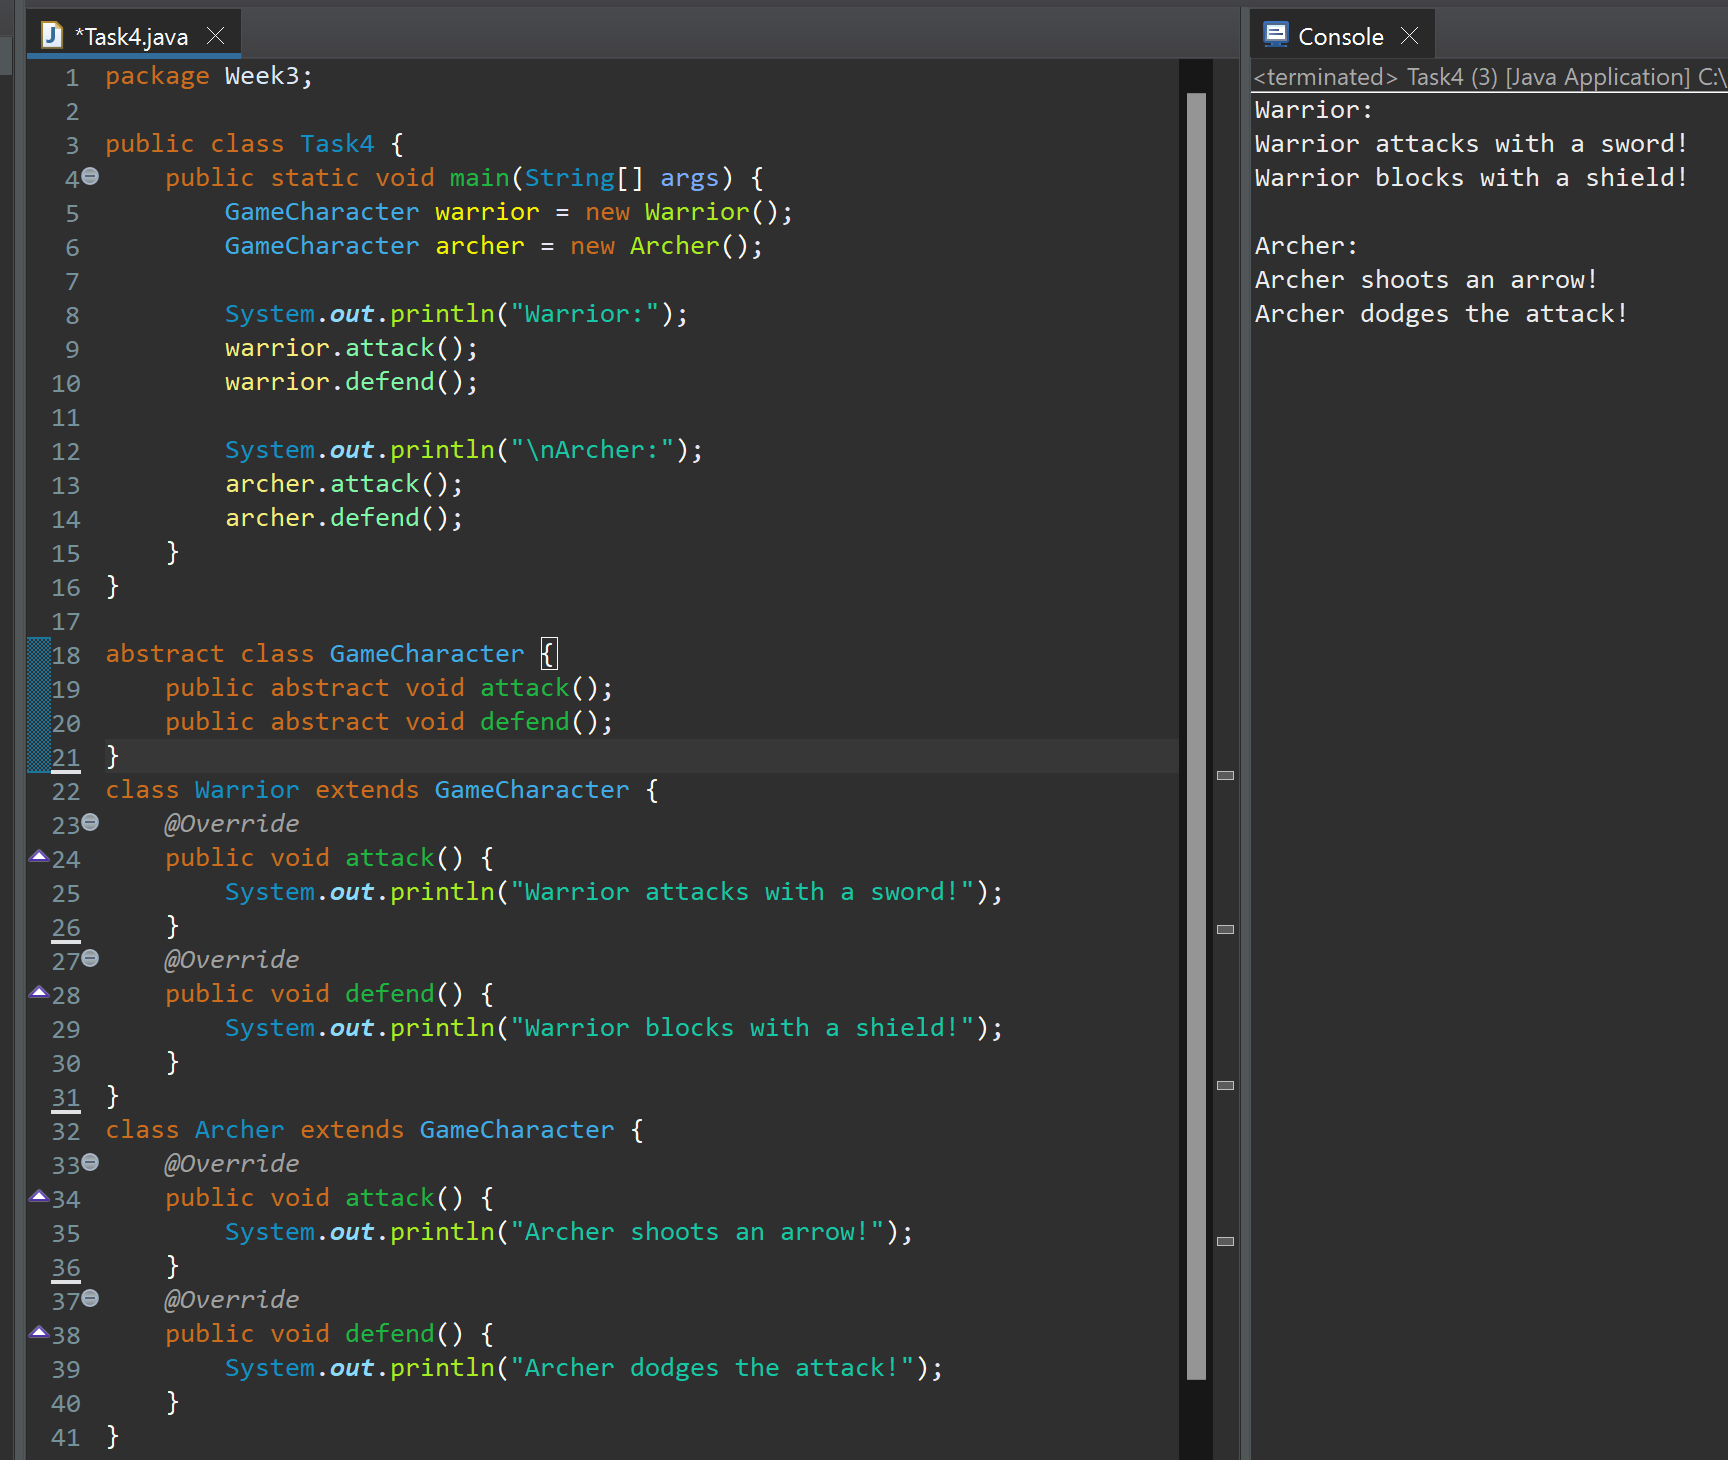 *Task4.java
1 package Week3;
2
3 public class Task4 {
4     public static void main(String[] args) {
5         GameCharacter warrior = new Warrior();
6         GameCharacter archer = new Archer();
7
8         System.out.println("Warrior:");
9         warrior.attack();
10         warrior.defend();
11
12         System.out.println("\nArcher:");
13         archer.attack();
14         archer.defend();
15     }
16 }
17
18 abstract class GameCharacter {
19     public abstract void attack();
20     public abstract void defend();
21 }
22 class Warrior extends GameCharacter {
23     @Override
24     public void attack() {
25         System.out.println("Warrior attacks with a sword!");
26     }
27     @Override
28     public void defend() {
29         System.out.println("Warrior blocks with a shield!");
30     }
31 }
32 class Archer extends GameCharacter {
33     @Override
34     public void attack() {
35         System.out.println("Archer shoots an arrow!");
36     }
37     @Override
38     public void defend() {
39         System.out.println("Archer dodges the attack!");
40     }
41 }
Console
<terminated> Task4 (3) [Java Application] C:\
Warrior:
Warrior attacks with a sword!
Warrior blocks with a shield!

Archer:
Archer shoots an arrow!
Archer dodges the attack!